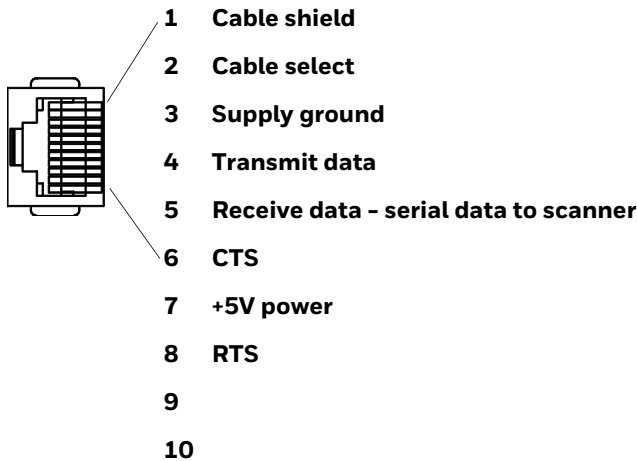 1 Cable shield
2 Cable select
3 Supply ground
4 Transmit data
5 Receive data – serial data to scanner
6 CTS
7 +5V power
8 RTS
9
10